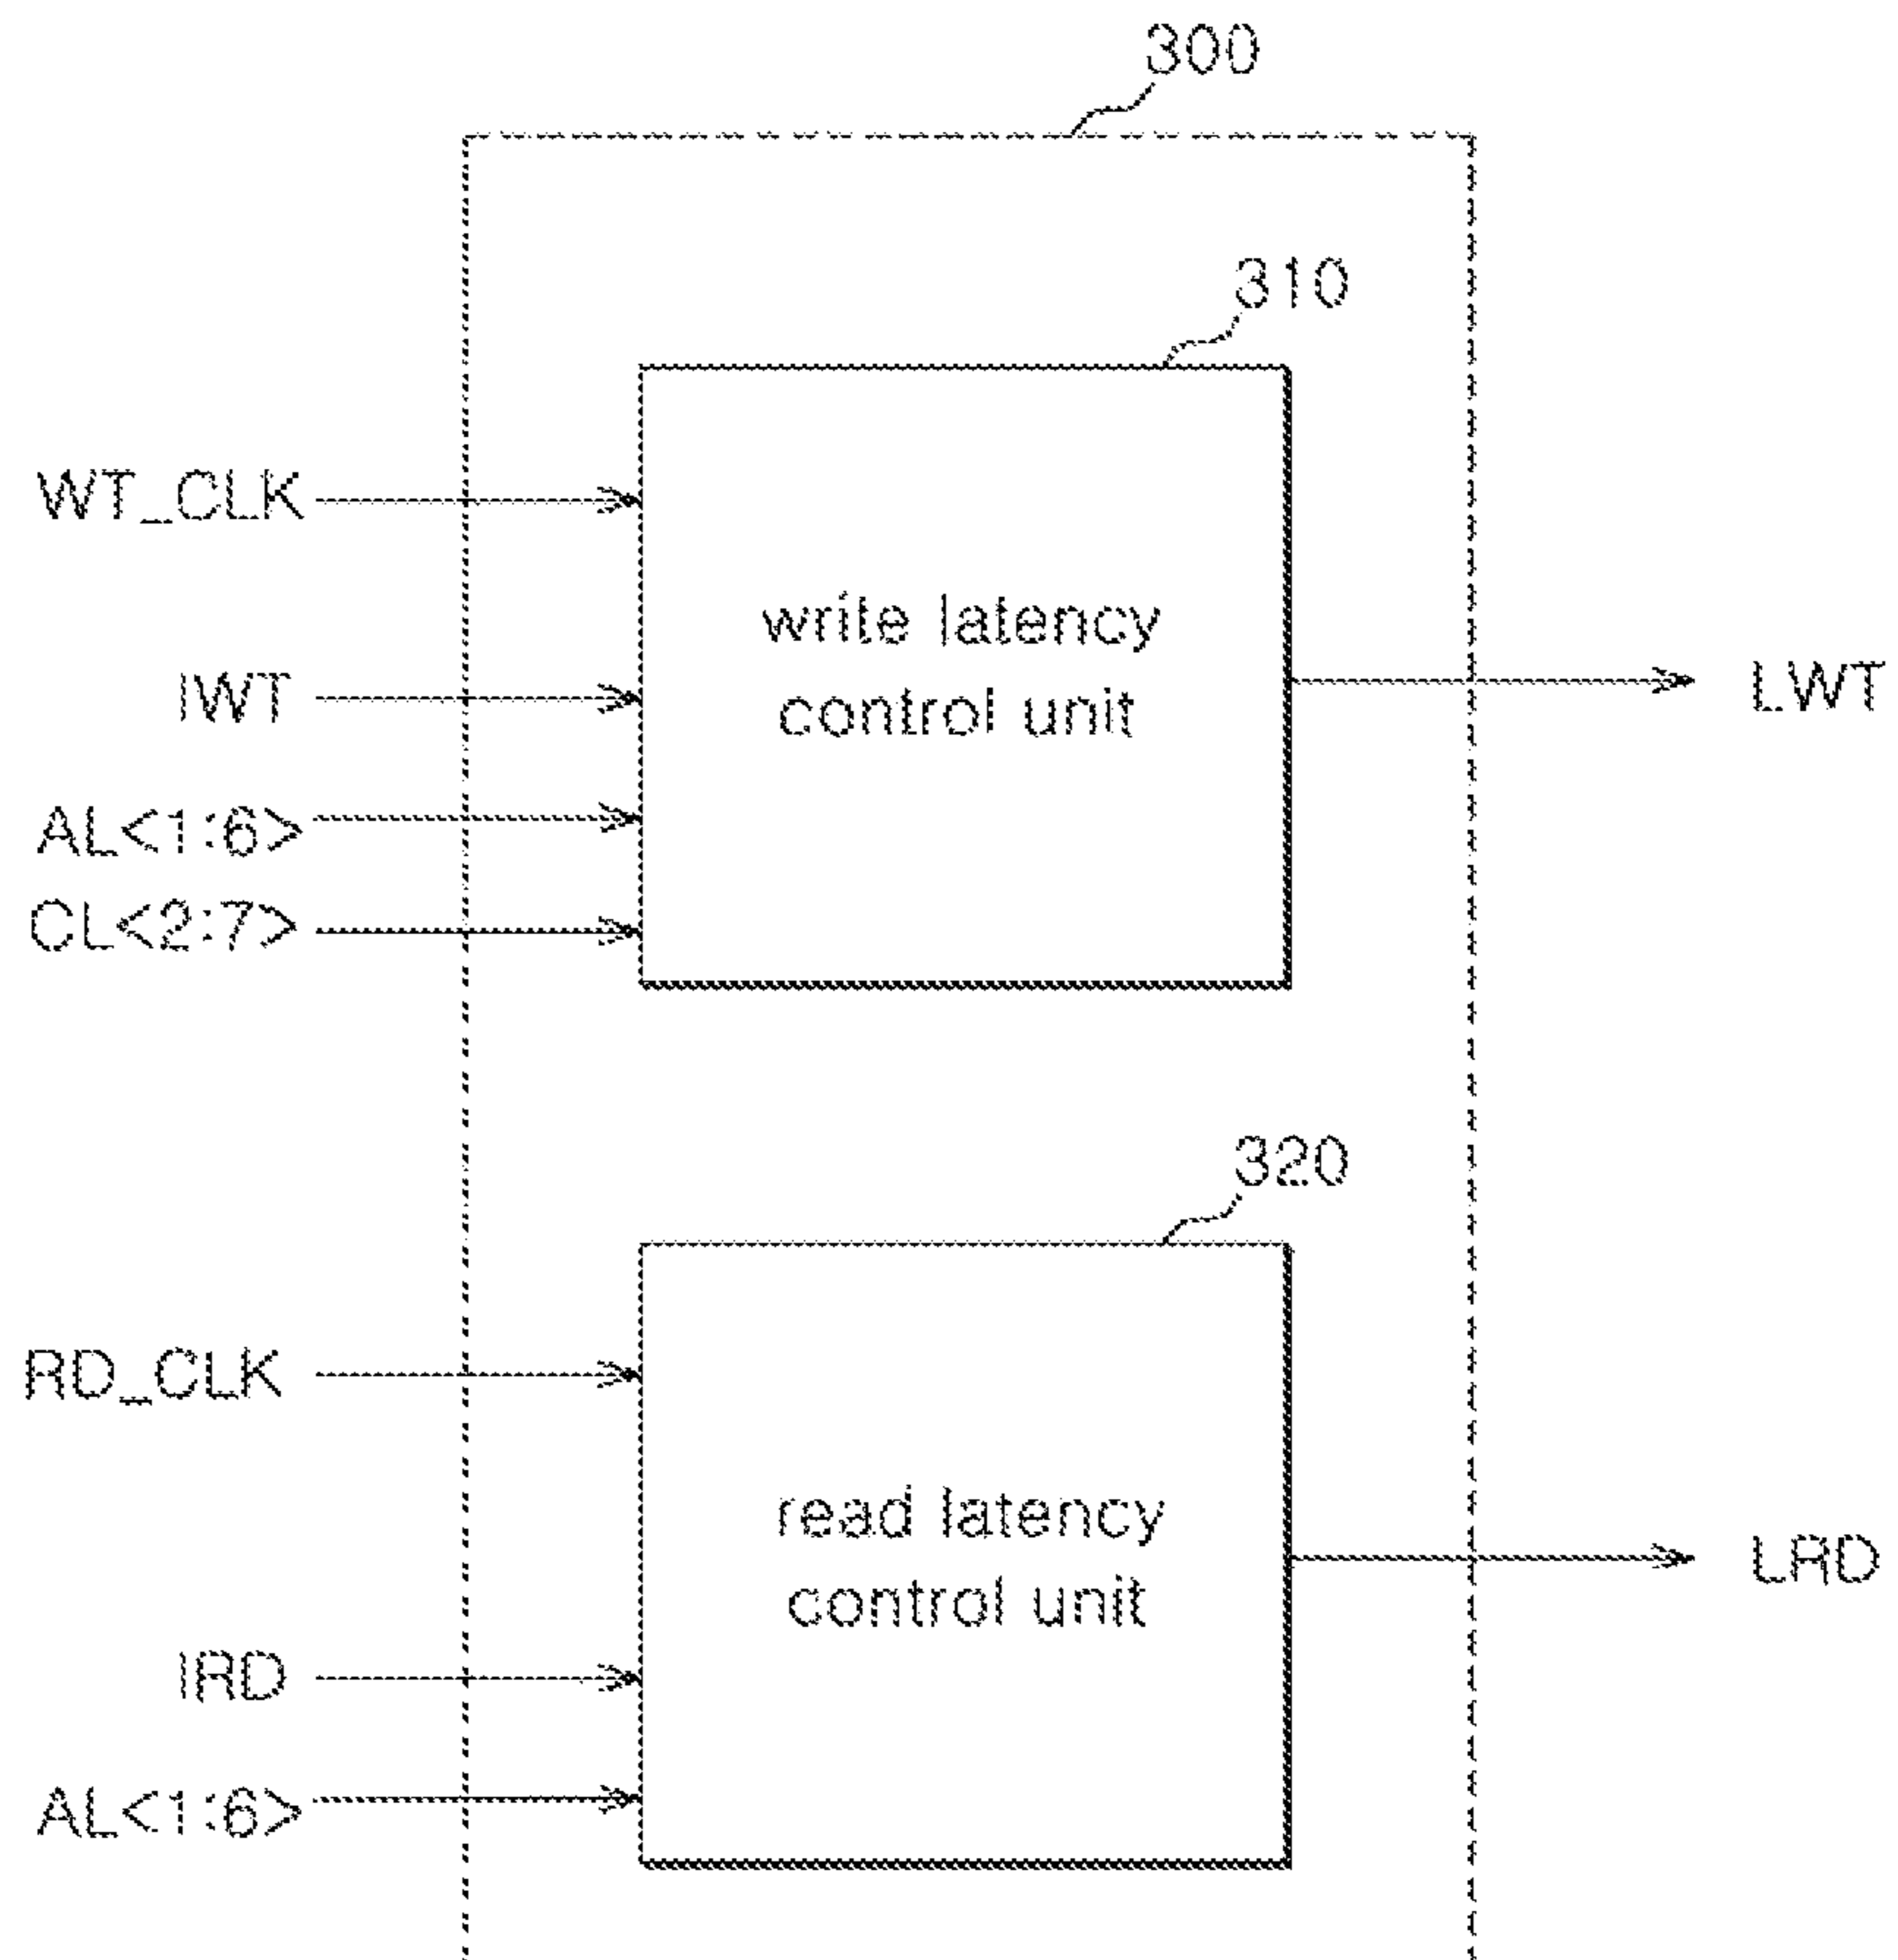 300
310
WT_CLK
write latency
control unit
IWT
LWT
AL<1:6>
CL<2:7>
320
RD_CLK
read latency
control unit
LRD
IRD
AL<1:6>